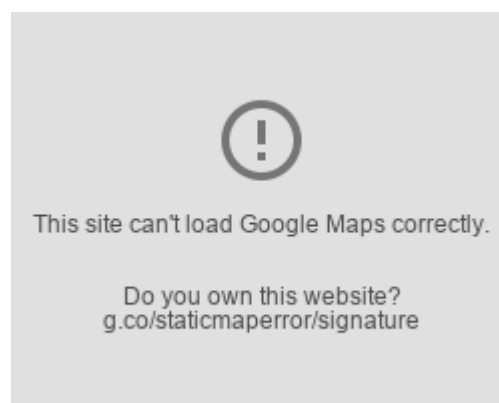 This site can't load Google Maps correctly.
Do you own this website?
g.co/staticmaperror/signature